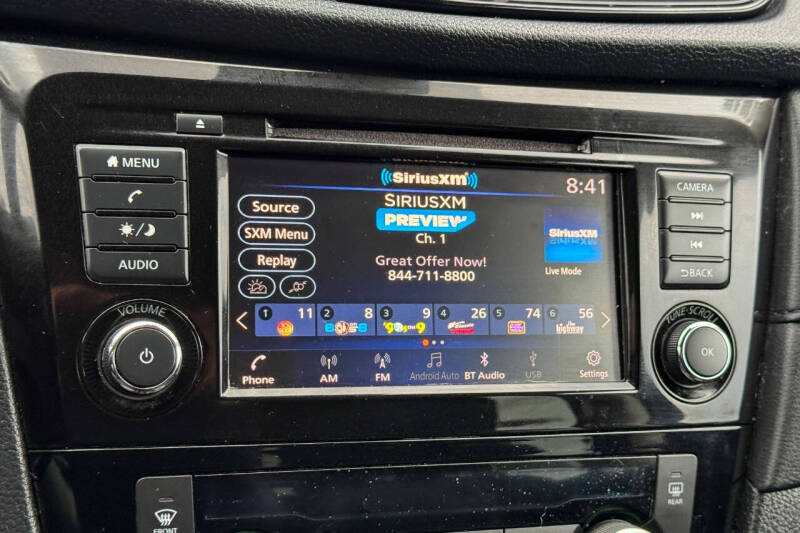 MENU
AUDIO
VOLUME
SiriusXM
8:41
Source
SXM Menu
Replay
SIRIUSXM
PREVIEW
Ch. 1
Great Offer Now!
844-711-8800
SiriusXM
Live Mode
1 11
2 8
3 9
4 26
5 74
6 56
the highway
Phone
AM
FM
Android Auto
BT Audio
USB
Settings
CAMERA
BACK
TUNE·SCROLL
OK
FRONT
REAR